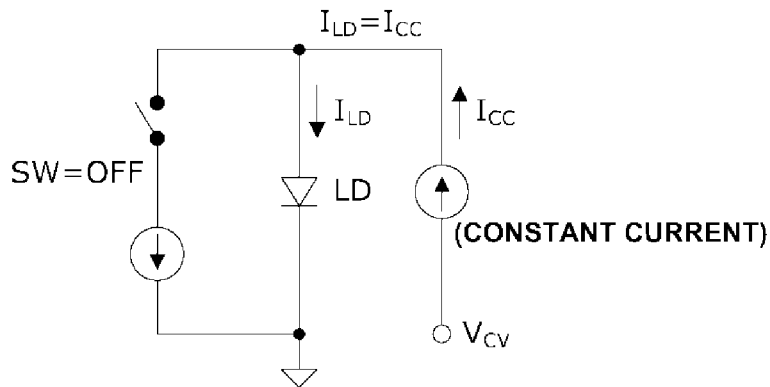 I_LD=I_CC
I_LD
I_CC
SW=OFF
LD
(CONSTANT CURRENT)
V_CV